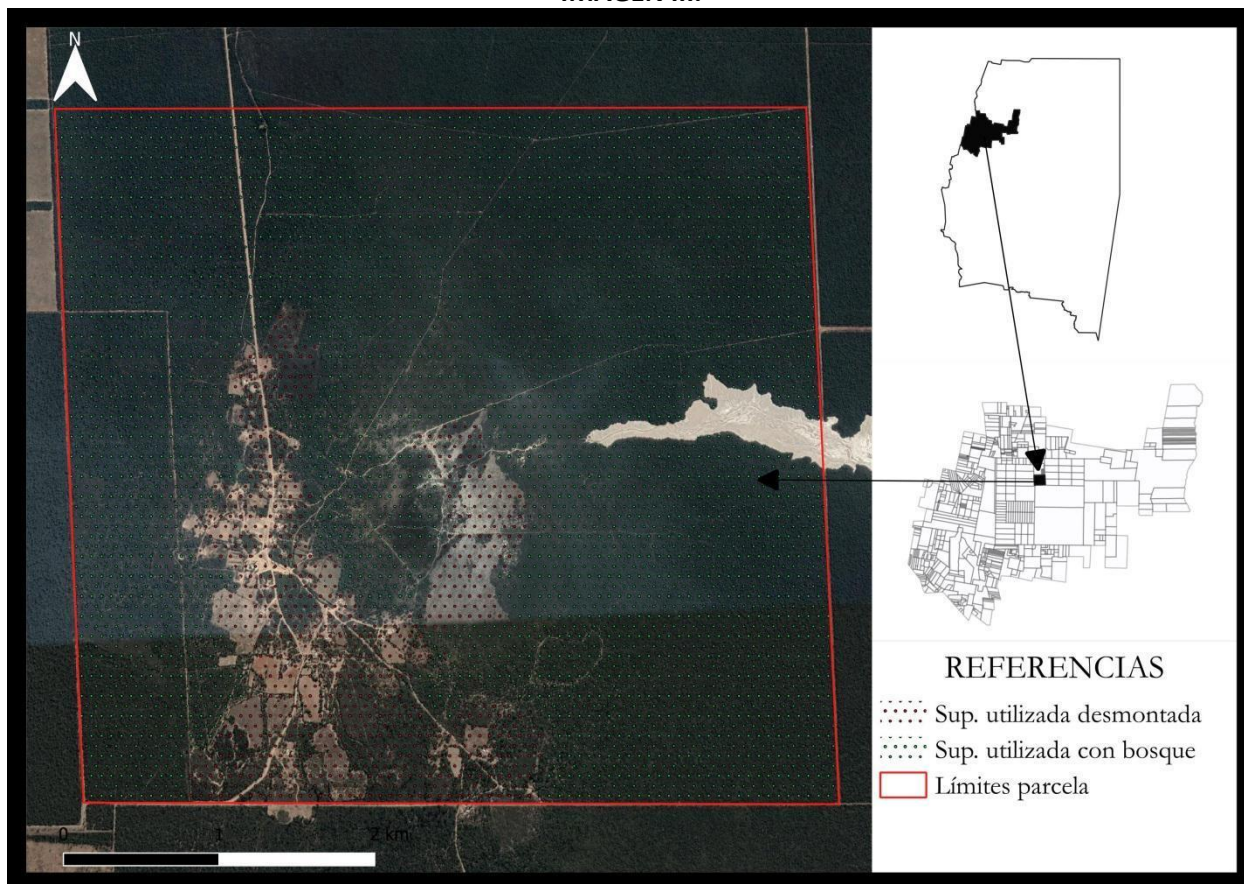 N
0 1 2 km
REFERENCIAS
Sup. utilizada desmontada
Sup. utilizada con bosque
Límites parcela